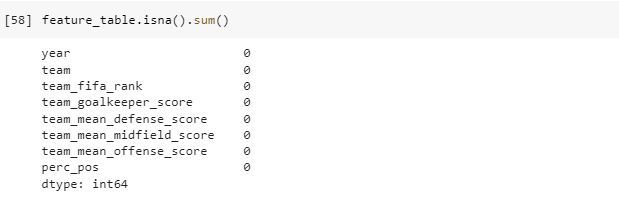 [58] feature_table.isna().sum()
year 0
team 0
team_fifa_rank 0
team_goalkeeper_score 0
team_mean_defense_score 0
team_mean_midfield_score 0
team_mean_offense_score 0
perc_pos 0
dtype: int64